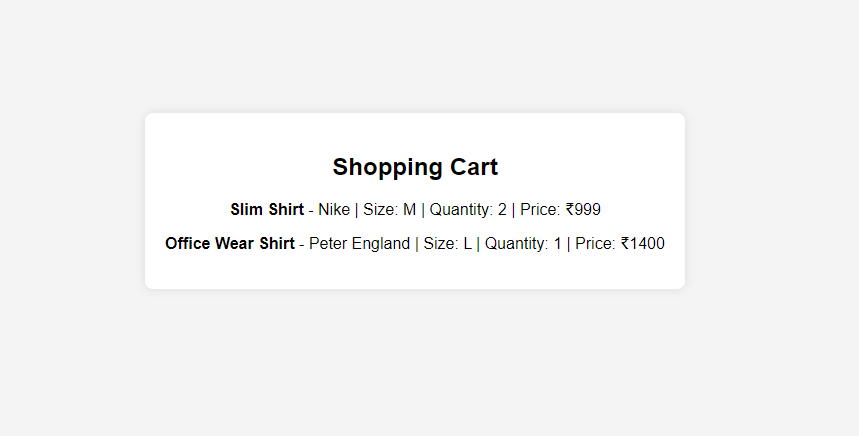 Shopping Cart
Slim Shirt - Nike | Size: M | Quantity: 2 | Price: ₹999
Office Wear Shirt - Peter England | Size: L | Quantity: 1 | Price: ₹1400